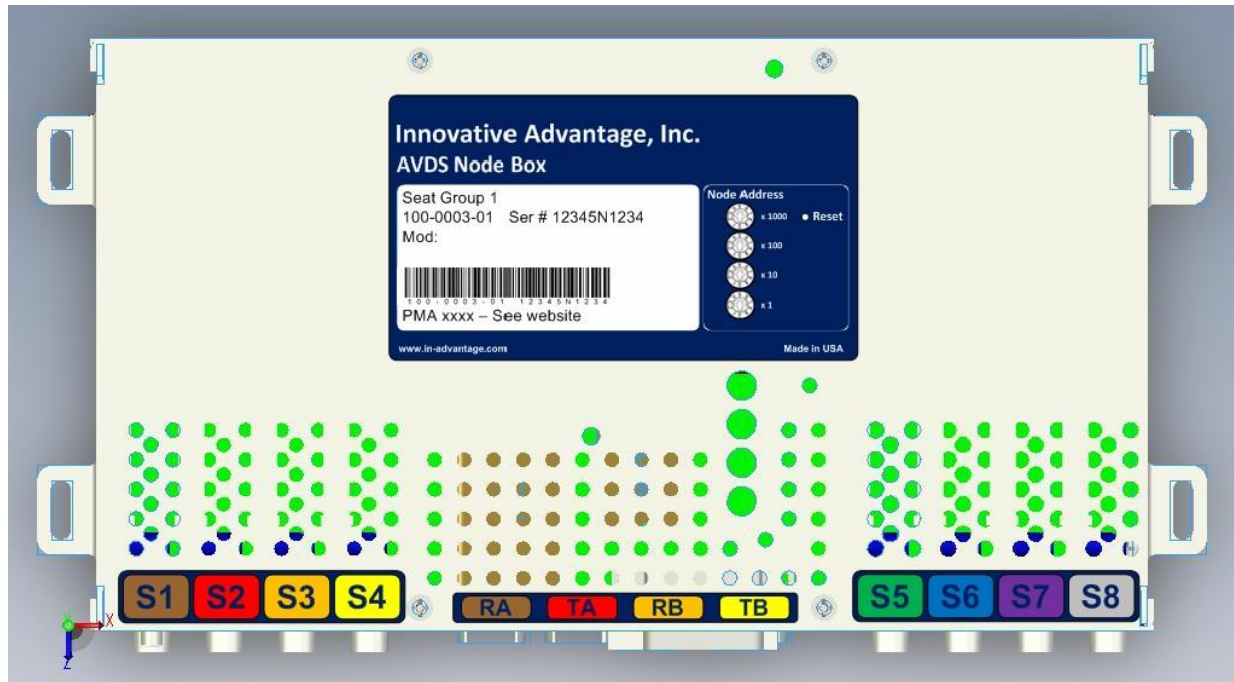 Innovative Advantage, Inc.
AVDS Node Box
Seat Group 1
100-0003-01 Ser # 12345N1234
Mod:
100-0003-01 12345N1234
PMA xxxx – See website
Node Address
x 1000 Reset
x 100
x 10
x 1
www.in-advantage.com Made in USA
S1 S2 S3 S4 RA TA RB TB S5 S6 S7 S8
X
Z